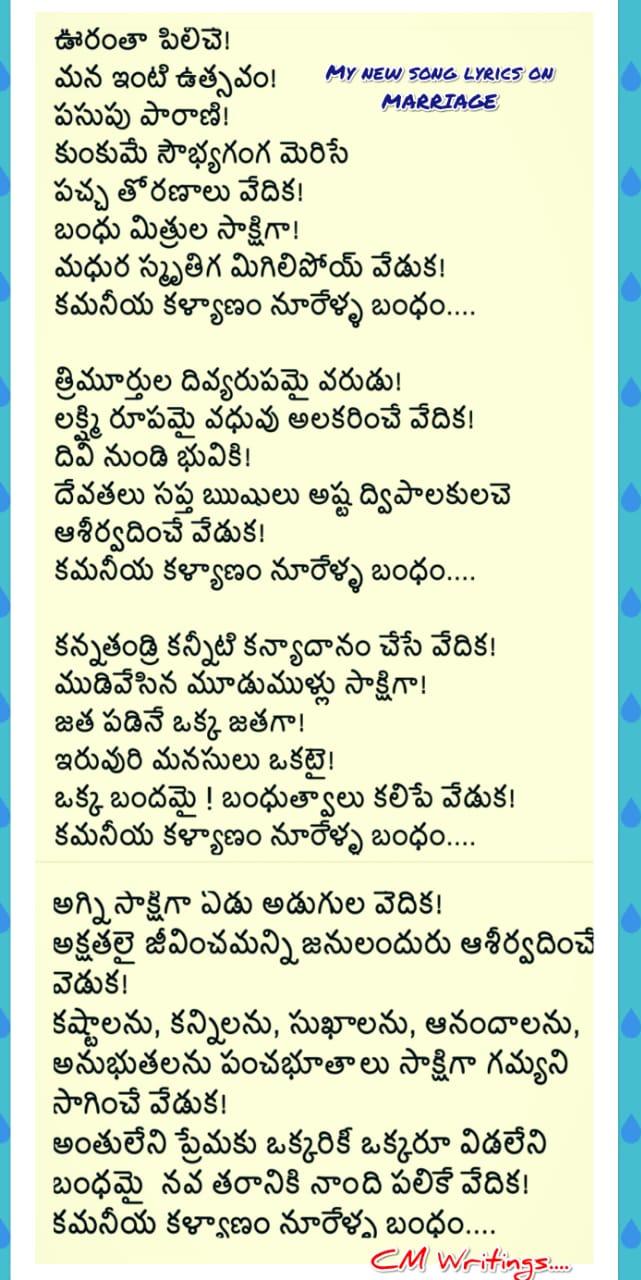 ఊరంతా పిలిచె!
మన ఇంటి ఉత్సవం!
My new song lyrics on
MARRIAGE
పసుపు పారాణి!
కుంకుమే సౌభ్యగంగ మెరిసే
పచ్చ తోరణాలు వేదిక!
బంధు మిత్రుల సాక్షిగా!
మధుర స్మృతిగ మిగిలిపోయ్ వేడుక!
కమనీయ కళ్యాణం నూరేళ్ళ బంధం....
త్రిమూర్తుల దివ్యరుపమై వరుడు!
లక్ష్మి రూపమై వధువు అలకరించే వేదిక!
దివి నుండి భువికి!
దేవతలు సప్త ఋషులు అష్ట ద్విపాలకులచె
ఆశీర్వదించే వేడుక!
కమనీయ కళ్యాణం నూరేళ్ళ బంధం....
కన్నతండ్రి కన్నీటి కన్యాదానం చేసే వేదిక!
ముడివేసిన మూడుముళ్లు సాక్షిగా!
జత పడినే ఒక్క జతగా!
ఇరువురి మనసులు ఒకటై!
ఒక్క బందమై ! బంధుత్వాలు కలిపే వేడుక!
కమనీయ కళ్యాణం నూరేళ్ళ బంధం....
అగ్ని సాక్షిగా ఏడు అడుగుల వెదిక!
అక్షతలై జీవించమన్ని జనులందురు ఆశీర్వదించే
వెడుక!
కష్టాలను, కన్నిలను, సుఖాలను, ఆనందాలను,
అనుభుతలను పంచభూతాలు సాక్షిగా గమ్యని
సాగించే వేడుక!
అంతులేని ప్రేమకు ఒక్కరికి ఒక్కరూ విడలేని
బంధమై నవ తరానికి నాంది పలికే వేదిక!
కమనీయ కళ్యాణం నూరేళ్ళ బంధం....
CM Writings....